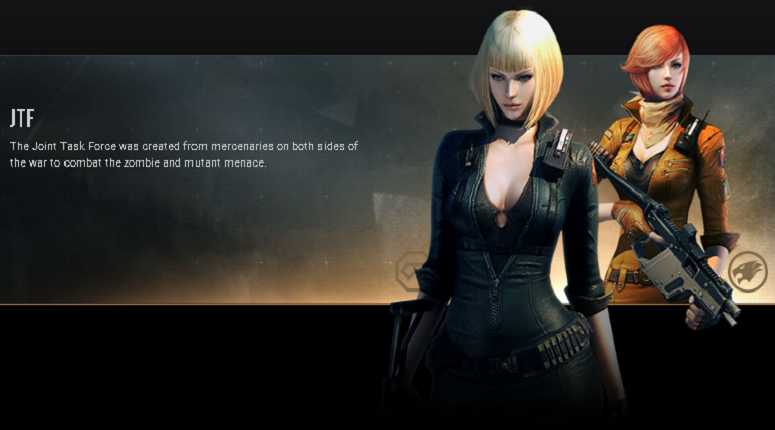 JTF
The Joint Task Force was created from mercenaries on both sides of
the war to combat the zombie and mutant menace.